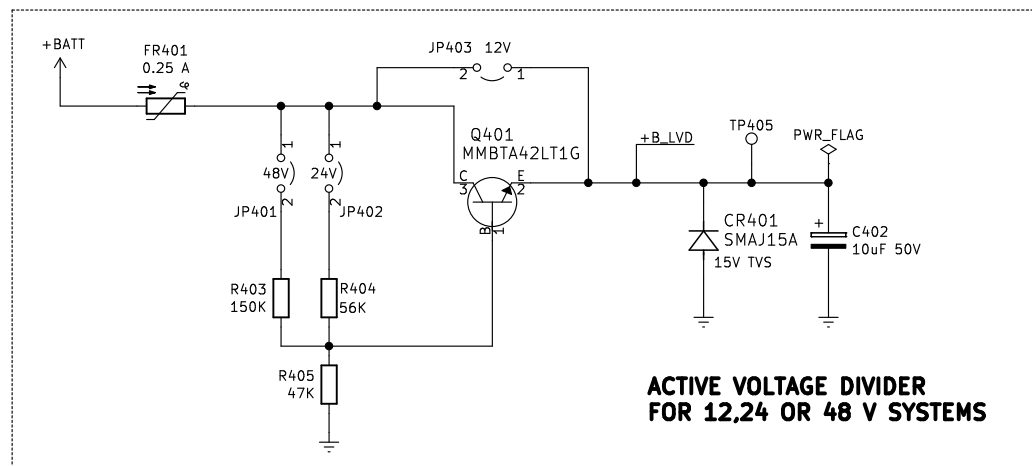 +BATT
FR401
0.25 A
JP403 12V
2
1
Q401
MMBTA42LT1G
+B_LVD
TP405
PWR_FLAG
1
1
48V
24V
2
2
JP401
JP402
C
3
E
2
B
1
CR401
SMAJ15A
15V TVS
+
C402
10uF 50V
R403
150K
R404
56K
R405
47K
ACTIVE VOLTAGE DIVIDER
FOR 12,24 OR 48 V SYSTEMS